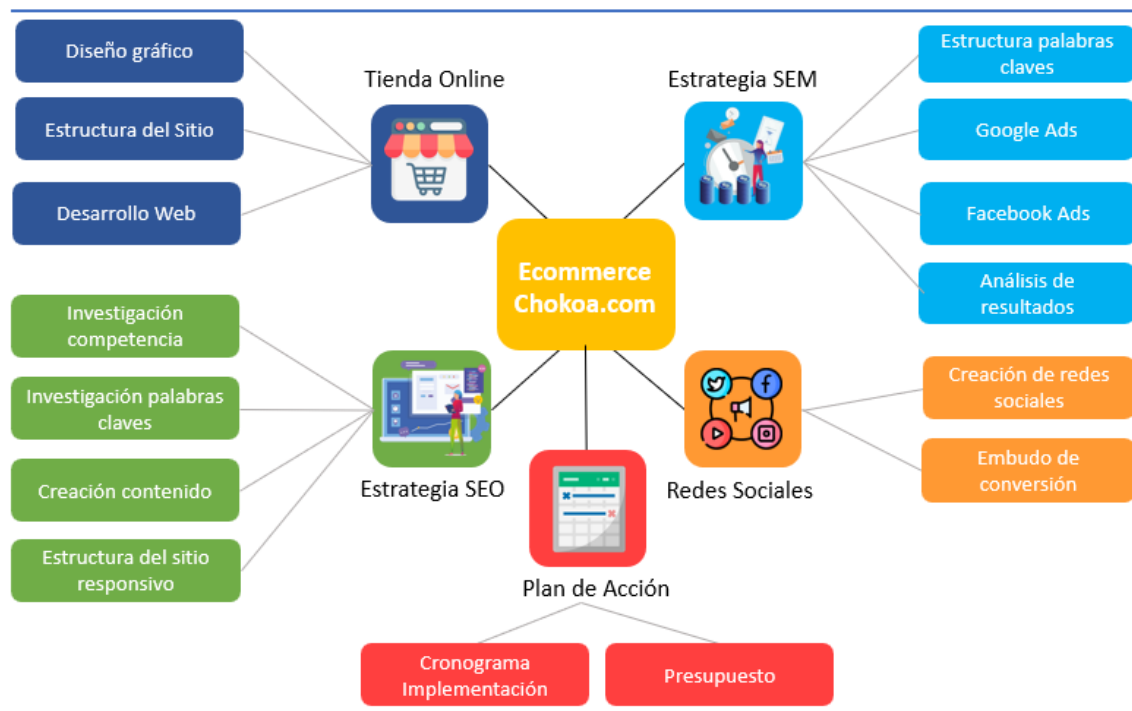 Diseño gráfico
Estructura del Sitio
Desarrollo Web
Tienda Online
Estrategia SEM
Estructura palabras
claves
Google Ads
Facebook Ads
Análisis de
resultados
Ecommerce
Chokoa.com
Investigación
competencia
Investigación palabras
claves
Creación contenido
Estructura del sitio
responsivo
Estrategia SEO
Redes Sociales
Creación de redes
sociales
Embudo de
conversión
Plan de Acción
Cronograma
Implementación
Presupuesto